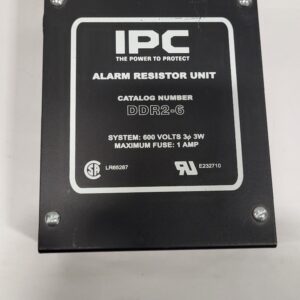 IPC
THE POWER TO PROTECT
ALARM RESISTOR UNIT
CATALOG NUMBER
DDR2-6
SYSTEM: 600 VOLTS 3ϕ 3W
MAXIMUM FUSE: 1 AMP
LR66287
E232710